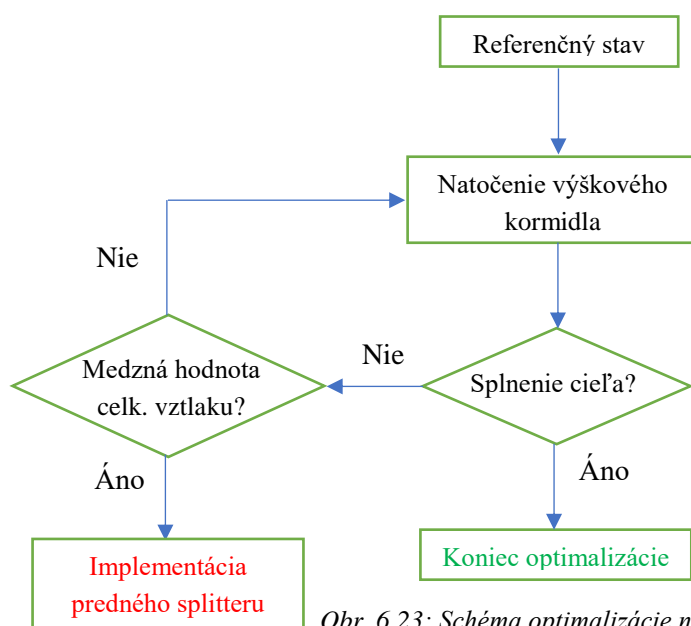 Referenčný stav
Natočenie výškového
kormidla
Nie
Medzná hodnota
celk. vztlaku?
Nie
Splnenie cieľa?
Áno
Áno
Implementácia
predného splitteru
Koniec optimalizácie
Obr. 6.23: Schéma optimalizácie n